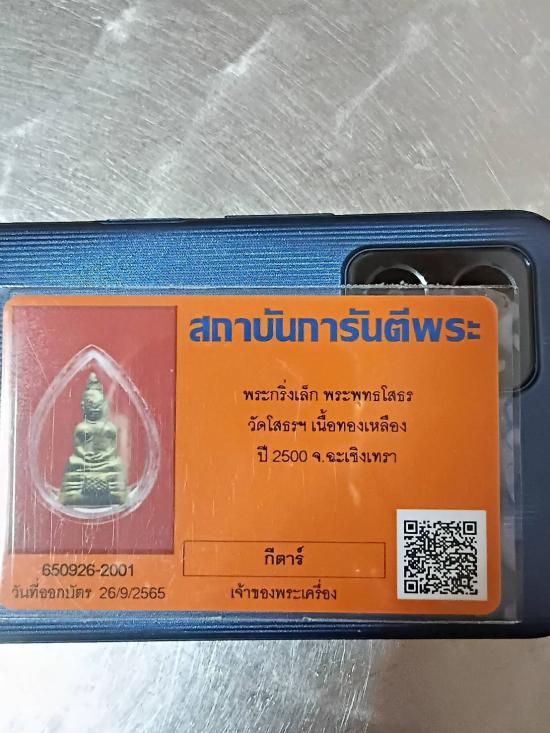 สถาบันการันตีพระ
พระกริ่งเล็ก พระพุทธโสธร
วัดโสธรฯ เนื้อทองเหลือง
ปี 2500 จ.ฉะเชิงเทรา
กีตาร์
เจ้าของพระเครื่อง
650926-2001
วันที่ออกบัตร 26/9/2565